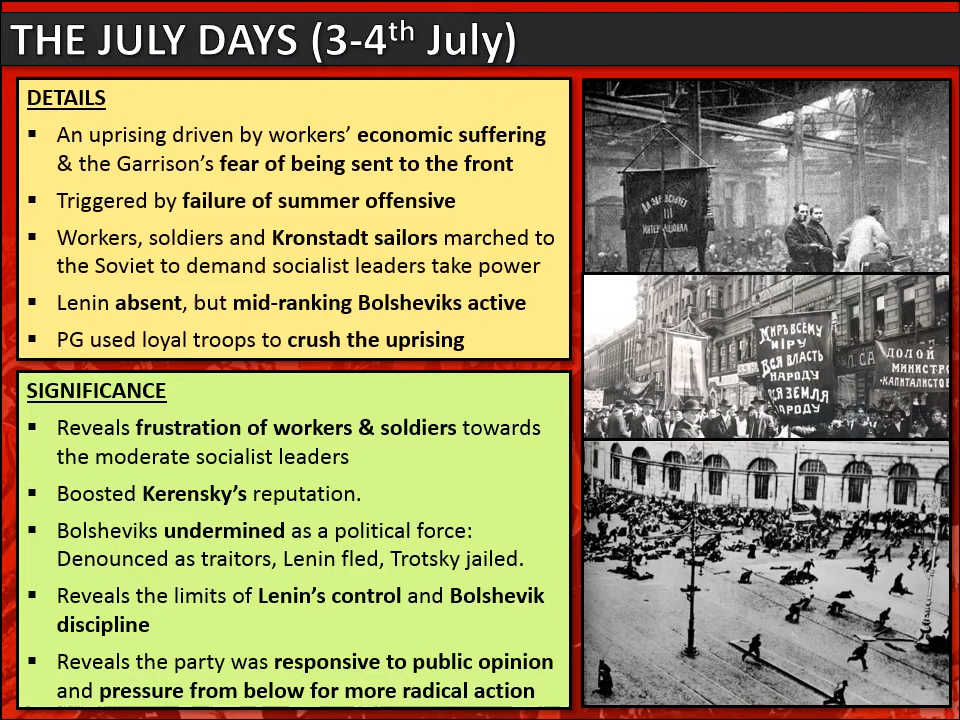 THE JULY DAYS (3-4th July)
DETAILS
▪ An uprising driven by workers’ economic suffering
& the Garrison’s fear of being sent to the front
▪ Triggered by failure of summer offensive
▪ Workers, soldiers and Kronstadt sailors marched to
the Soviet to demand socialist leaders take power
▪ Lenin absent, but mid-ranking Bolsheviks active
▪ PG used loyal troops to crush the uprising
SIGNIFICANCE
▪ Reveals frustration of workers & soldiers towards
the moderate socialist leaders
▪ Boosted Kerensky’s reputation.
▪ Bolsheviks undermined as a political force:
Denounced as traitors, Lenin fled, Trotsky jailed.
▪ Reveals the limits of Lenin’s control and Bolshevik
discipline
▪ Reveals the party was responsive to public opinion
and pressure from below for more radical action
III
МИРЪ ВСЕМУ
МІРУ
ВСЯ ВЛАСТЬ
НАРОДУ
ВСЯ ЗЕМЛЯ
НАРОДУ
ДОЛОЙ
МИНИСТР
КАПИТАЛИСТОВ